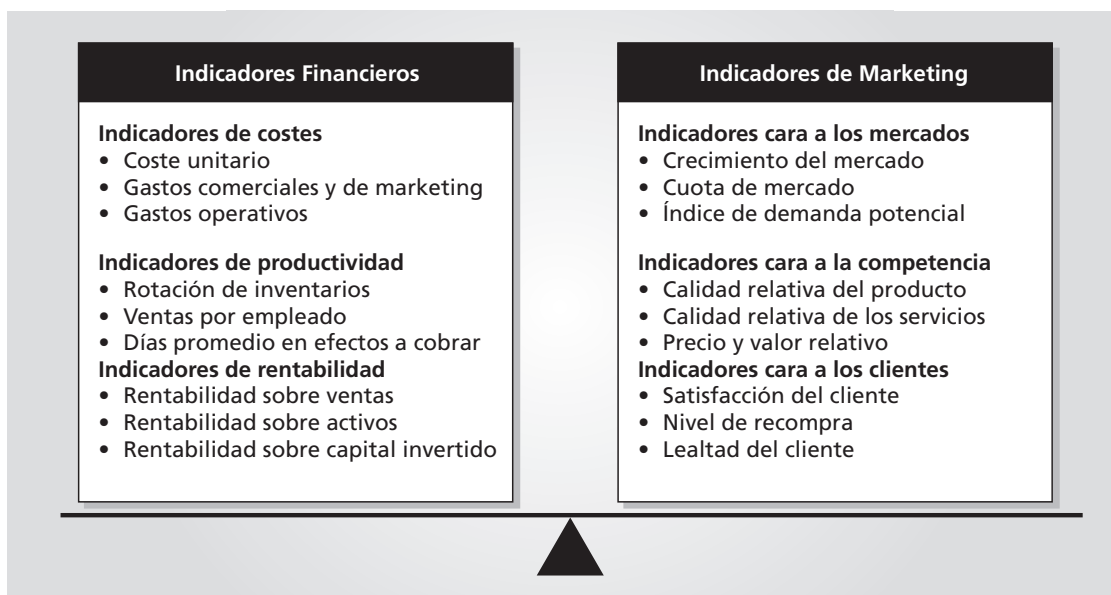 Indicadores Financieros
Indicadores de costes
• Coste unitario
• Gastos comerciales y de marketing
• Gastos operativos
Indicadores de productividad
• Rotación de inventarios
• Ventas por empleado
• Días promedio en efectos a cobrar
Indicadores de rentabilidad
• Rentabilidad sobre ventas
• Rentabilidad sobre activos
• Rentabilidad sobre capital invertido
Indicadores de Marketing
Indicadores cara a los mercados
• Crecimiento del mercado
• Cuota de mercado
• Índice de demanda potencial
Indicadores cara a la competencia
• Calidad relativa del producto
• Calidad relativa de los servicios
• Precio y valor relativo
Indicadores cara a los clientes
• Satisfacción del cliente
• Nivel de recompra
• Lealtad del cliente